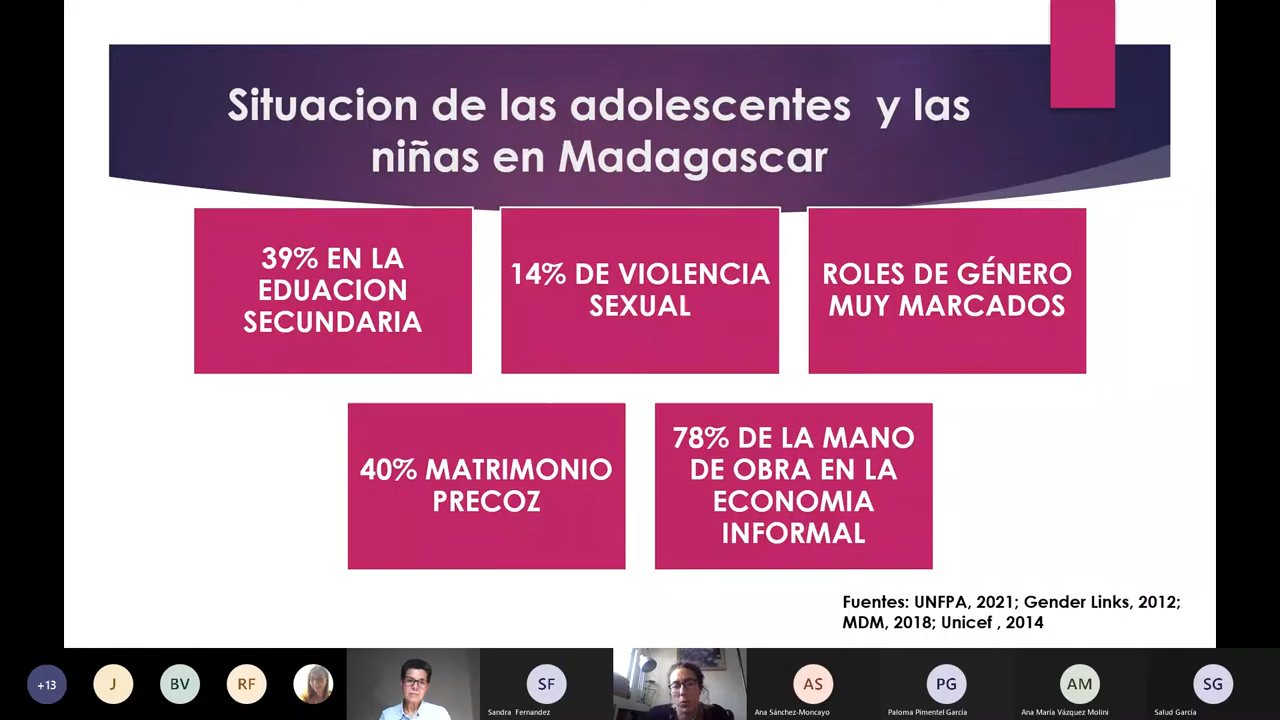 Situacion de las adolescentes y las
niñas en Madagascar
39% EN LA
EDUACION
SECUNDARIA
14% DE VIOLENCIA
SEXUAL
ROLES DE GÉNERO
MUY MARCADOS
40% MATRIMONIO
PRECOZ
78% DE LA MANO
DE OBRA EN LA
ECONOMIA
INFORMAL
Fuentes: UNFPA, 2021; Gender Links, 2012;
MDM, 2018; Unicef , 2014
+13
J
BV
RF
SF
Sandra Fernandez
AS
Ana Sánchez-Moncayo
PG
Paloma Pimentel García
AM
Ana María Vázquez Molini
SG
Salud García